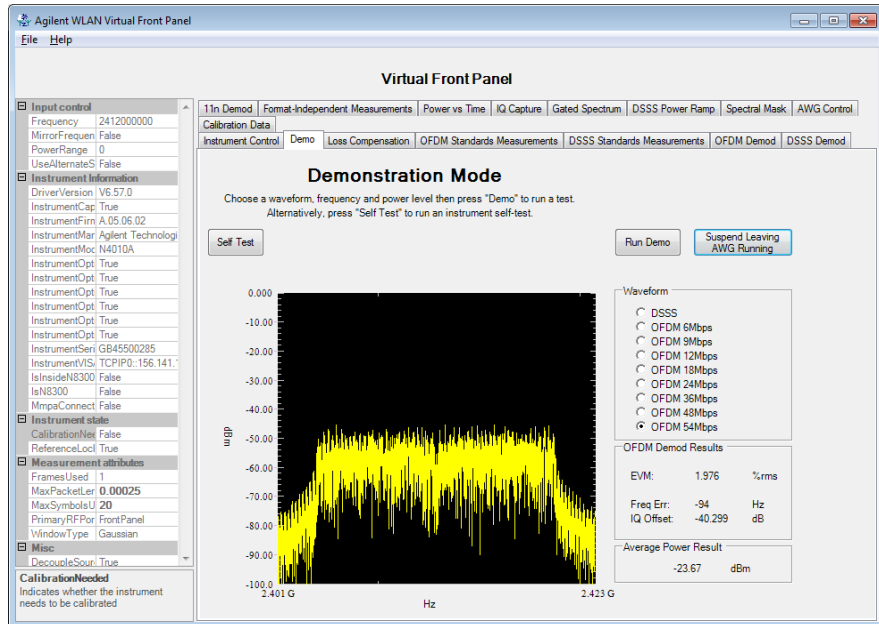 Agilent WLAN Virtual Front Panel
File Help
Virtual Front Panel
Input control
Frequency 2412000000
MirrorFrequen False
PowerRange 0
UseAlternateS False
Instrument Information
DriverVersion V6.57.0
InstrumentCap True
InstrumentFirn A.05.06.02
InstrumentMar Agilent Technologi
InstrumentMoc N4010A
InstrumentOpt True
InstrumentOpt True
InstrumentOpt True
InstrumentOpt True
InstrumentOpt True
InstrumentOpt True
InstrumentSeri GB45500285
InstrumentVIS TCPIP0::156.141.
IsInsideN8300 False
IsN8300 False
MmpaConnect False
Instrument state
CalibrationNee False
ReferenceLocl True
Measurement attributes
FramesUsed 1
MaxPacketLer 0.00025
MaxSymbolsU 20
PrimaryRFPor FrontPanel
WindowType Gaussian
Misc
DecoupleSour True
CalibrationNeeded
Indicates whether the instrument
needs to be calibrated
11n Demod Format-Independent Measurements Power vs Time IQ Capture Gated Spectrum DSSS Power Ramp Spectral Mask AWG Control
Calibration Data
Instrument Control Demo Loss Compensation OFDM Standards Measurements DSSS Standards Measurements OFDM Demod DSSS Demod
Demonstration Mode
Choose a waveform, frequency and power level then press "Demo" to run a test.
Alternatively, press "Self Test" to run an instrument self-test.
Self Test
Run Demo
Suspend Leaving
AWG Running
0.000
-10.00
-20.00
-30.00
-40.00
-50.00
-60.00
-70.00
-80.00
-90.00
-100.0
dBm
2.401 G
2.423 G
Hz
Waveform
DSSS
OFDM 6Mbps
OFDM 9Mbps
OFDM 12Mbps
OFDM 18Mbps
OFDM 24Mbps
OFDM 36Mbps
OFDM 48Mbps
OFDM 54Mbps
OFDM Demod Results
EVM: 1.976 %rms
Freq Err: -94 Hz
IQ Offset: -40.299 dB
Average Power Result
-23.67 dBm